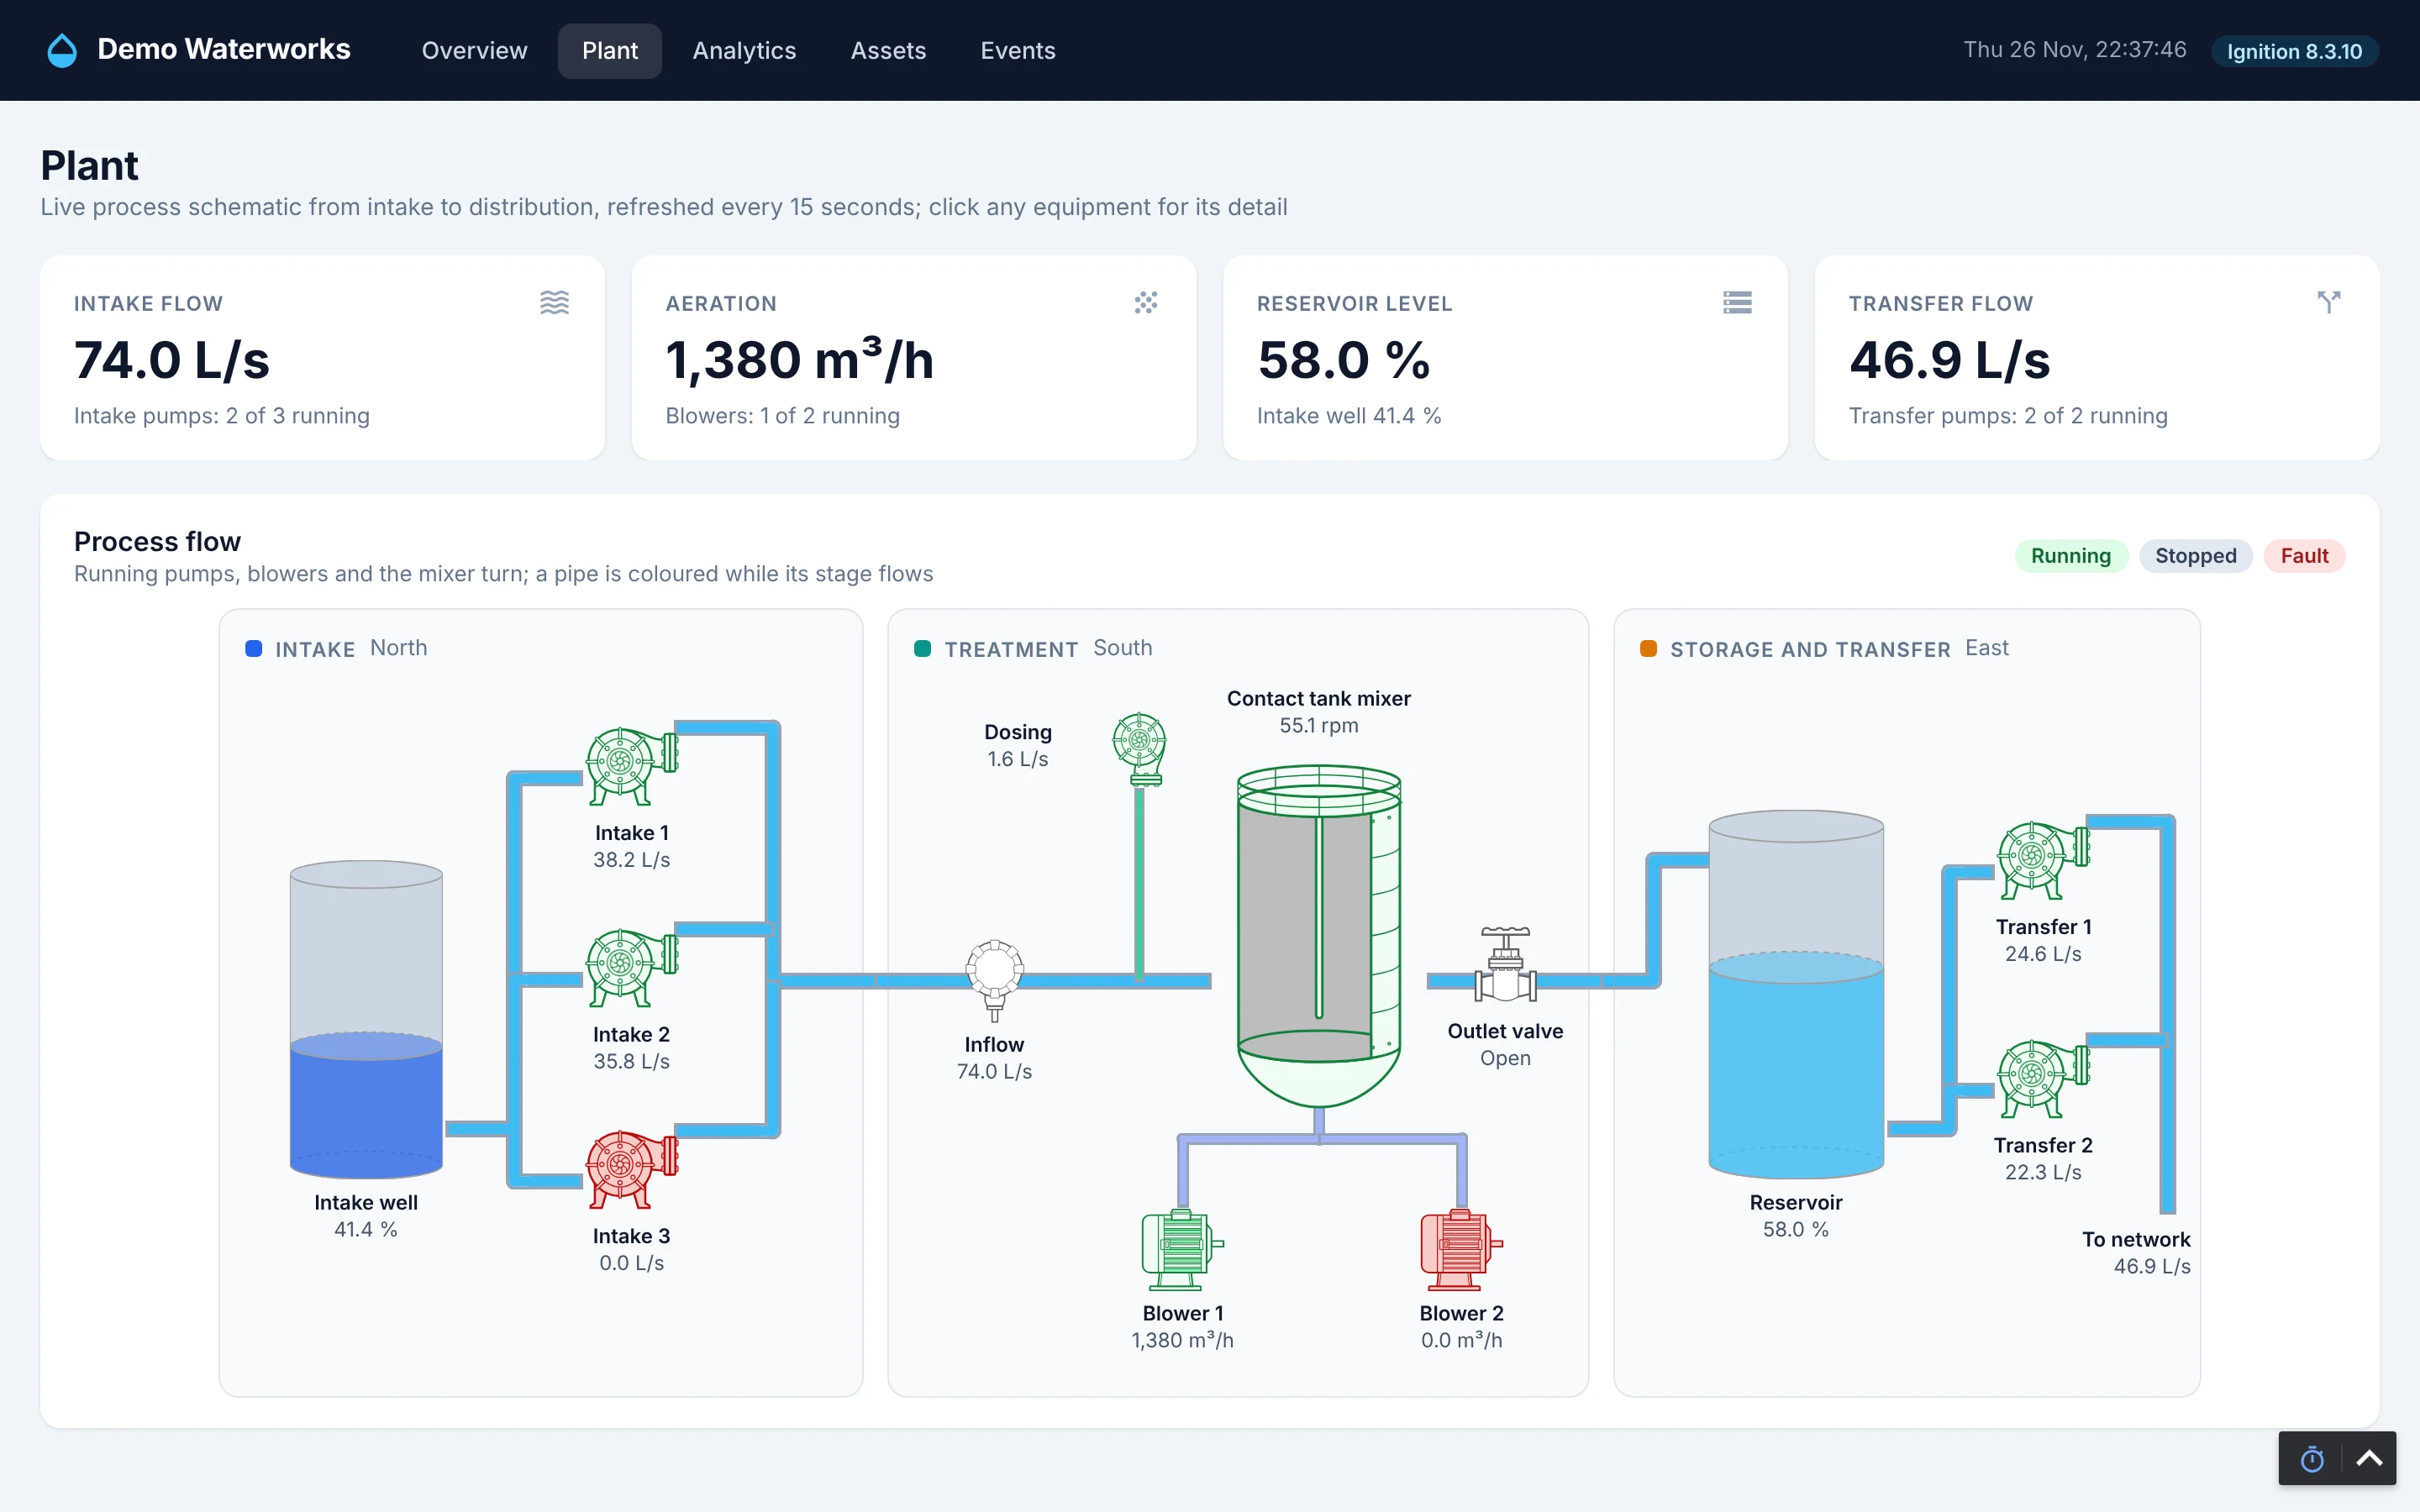 Demo Waterworks
Overview
Plant
Analytics
Assets
Events
Thu 26 Nov, 22:37:46
Ignition 8.3.10
Plant
Live process schematic from intake to distribution, refreshed every 15 seconds; click any equipment for its detail
INTAKE FLOW
74.0 L/s
Intake pumps: 2 of 3 running
AERATION
1,380 m³/h
Blowers: 1 of 2 running
RESERVOIR LEVEL
58.0 %
Intake well 41.4 %
TRANSFER FLOW
46.9 L/s
Transfer pumps: 2 of 2 running
Process flow
Running pumps, blowers and the mixer turn; a pipe is coloured while its stage flows
Running
Stopped
Fault
INTAKE North
Intake 1
38.2 L/s
Intake 2
35.8 L/s
Intake well
41.4 %
Intake 3
0.0 L/s
TREATMENT South
Contact tank mixer
55.1 rpm
Dosing
1.6 L/s
Inflow
74.0 L/s
Outlet valve
Open
Blower 1
1,380 m³/h
Blower 2
0.0 m³/h
STORAGE AND TRANSFER East
Transfer 1
24.6 L/s
Transfer 2
22.3 L/s
Reservoir
58.0 %
To network
46.9 L/s